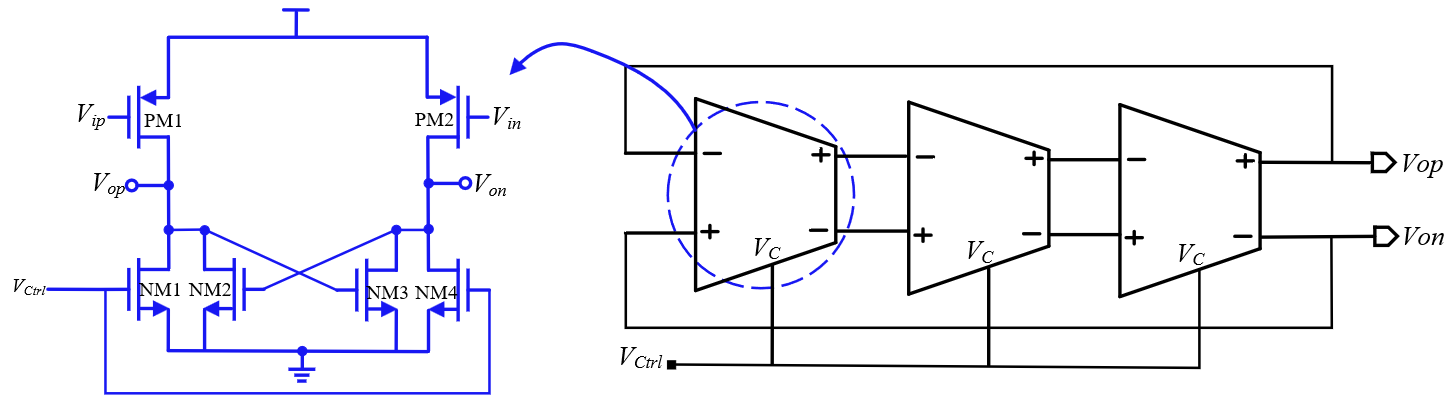 V_ip PM1 PM2 V_in
V_op V_on
V_Ctrl NM1 NM2 NM3 NM4
− + − + − + Vop
+ − V_C + − V_C + − V_C Von
V_Ctrl